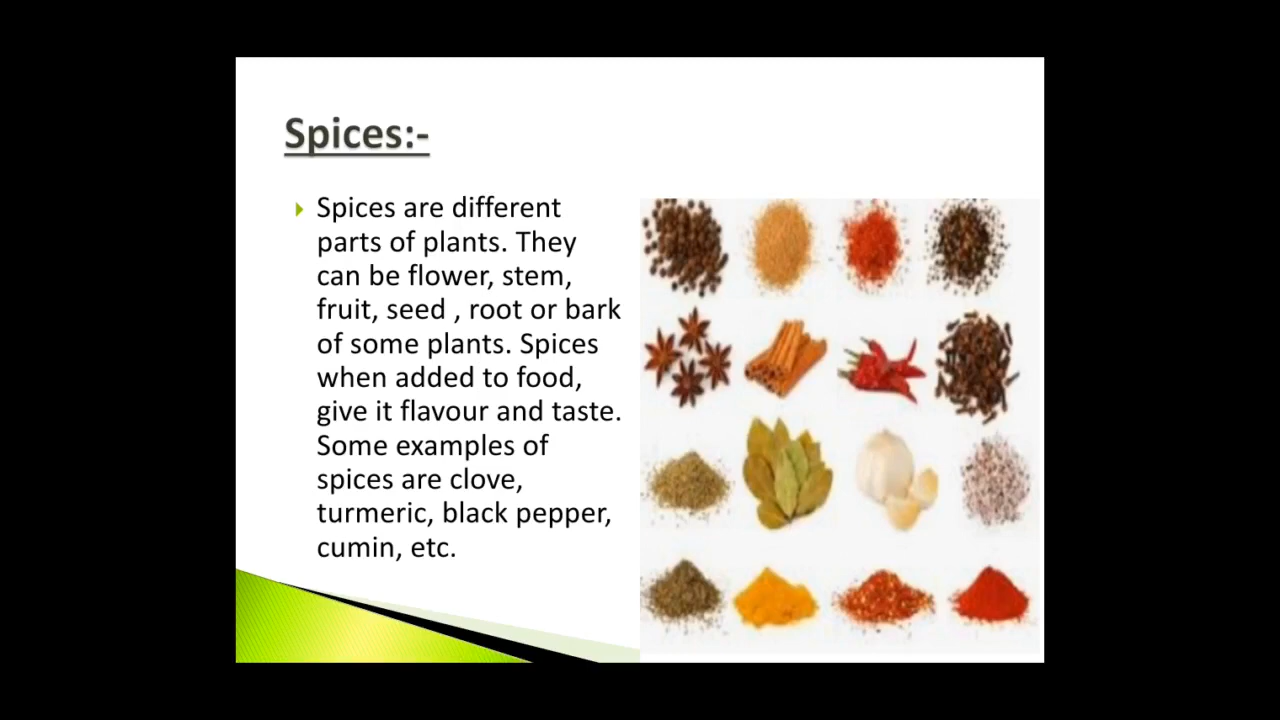 Spices:-
Spices are different
parts of plants. They
can be flower, stem,
fruit, seed , root or bark
of some plants. Spices
when added to food,
give it flavour and taste.
Some examples of
spices are clove,
turmeric, black pepper,
cumin, etc.